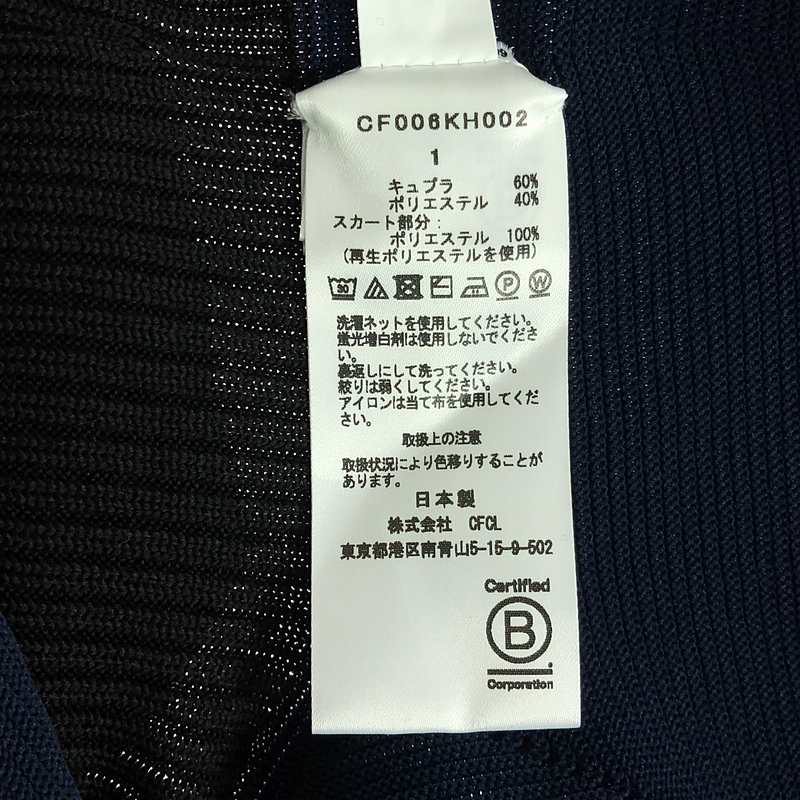 CF006KH002
1
キュプラ 60%
ポリエステル 40%
スカート部分：
ポリエステル 100%
(再生ポリエステルを使用)
30 P W
洗濯ネットを使用してください。
蛍光増白剤は使用しないでくださ
い。
裏返しにして洗ってください。
絞りは弱くしてください。
アイロンは当て布を使用してくだ
さい。
取扱上の注意
取扱状況により色移りすることが
あります。
日本製
株式会社 CFCL
東京都港区南青山5-15-9-502
Certified
B
Corporation